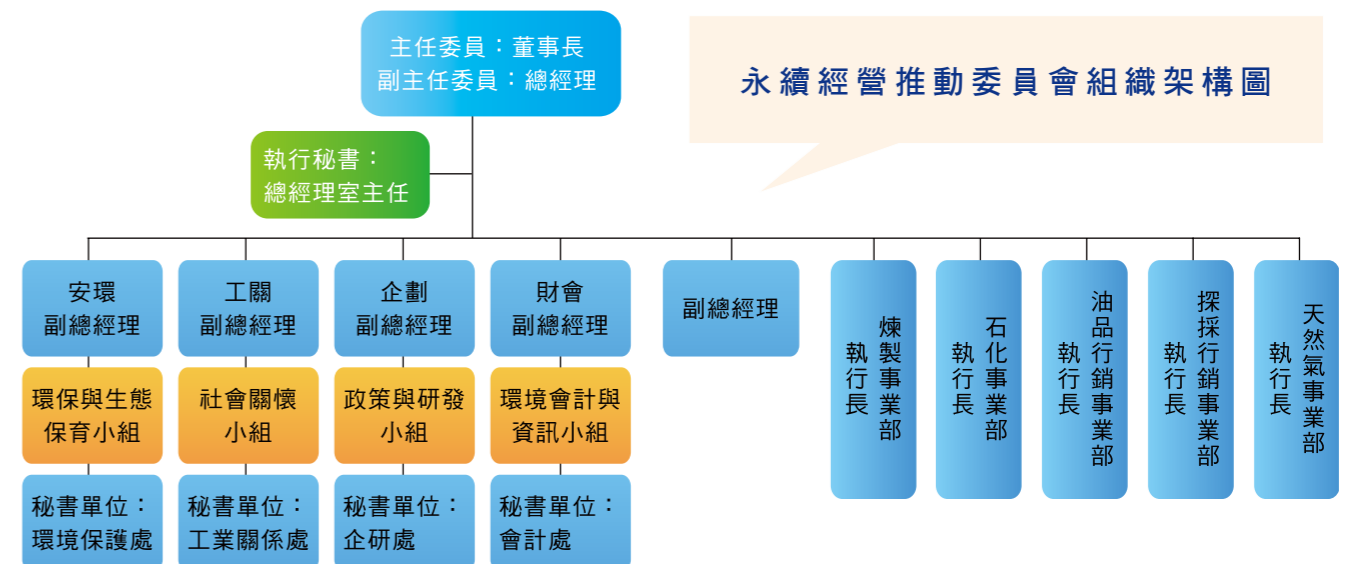 主任委員：董事長
副主任委員：總經理
永續經營推動委員會組織架構圖
執行秘書：
總經理室主任
安環
副總經理
工關
副總經理
企劃
副總經理
財會
副總經理
副總經理
煉製事業部
執行長
石化事業部
執行長
油品行銷事業部
執行長
探採行銷事業部
執行長
天然氣事業部
執行長
環保與生態
保育小組
社會關懷
小組
政策與研發
小組
環境會計與
資訊小組
秘書單位：
環境保護處
秘書單位：
工業關係處
秘書單位：
企研處
秘書單位：
會計處